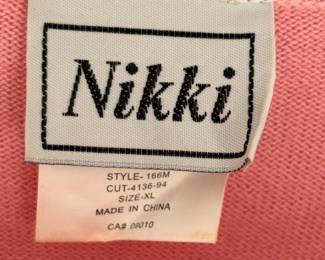 Nikki
STYLE- 166M
CUT-4136-94
SIZE-XL
MADE IN CHINA
CA# 09010